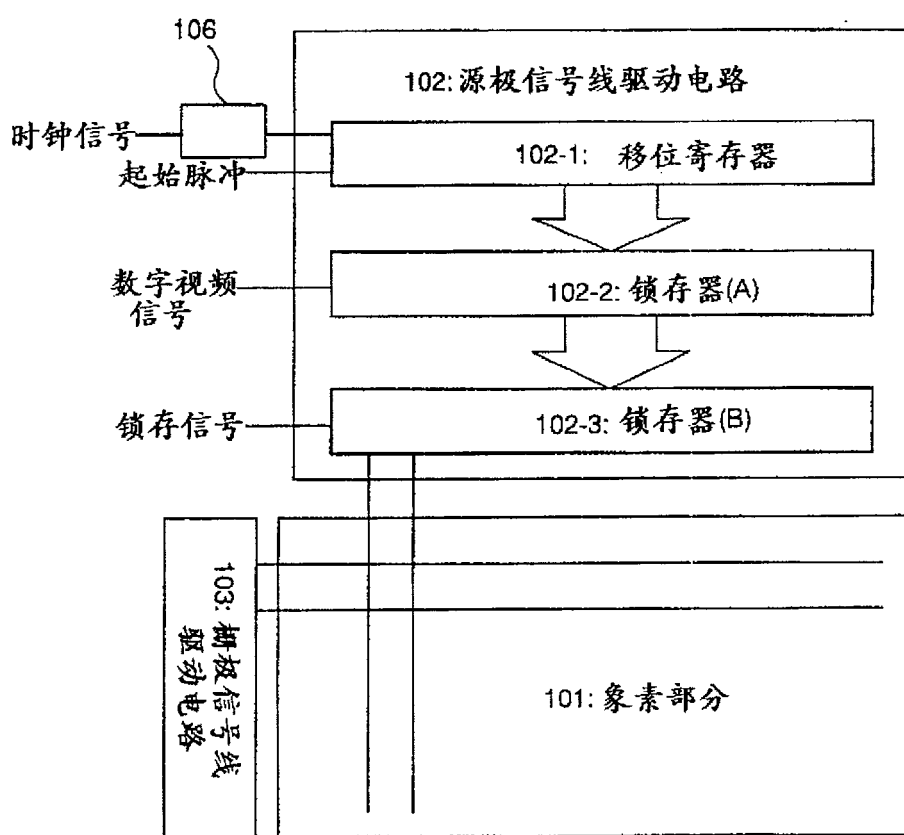 106
102: 源极信号线驱动电路
时钟信号
102-1: 移位寄存器
起始脉冲
数字视频
信号
102-2: 锁存器(A)
锁存信号
102-3: 锁存器(B)
103: 栅极信号线
驱动电路
101: 象素部分